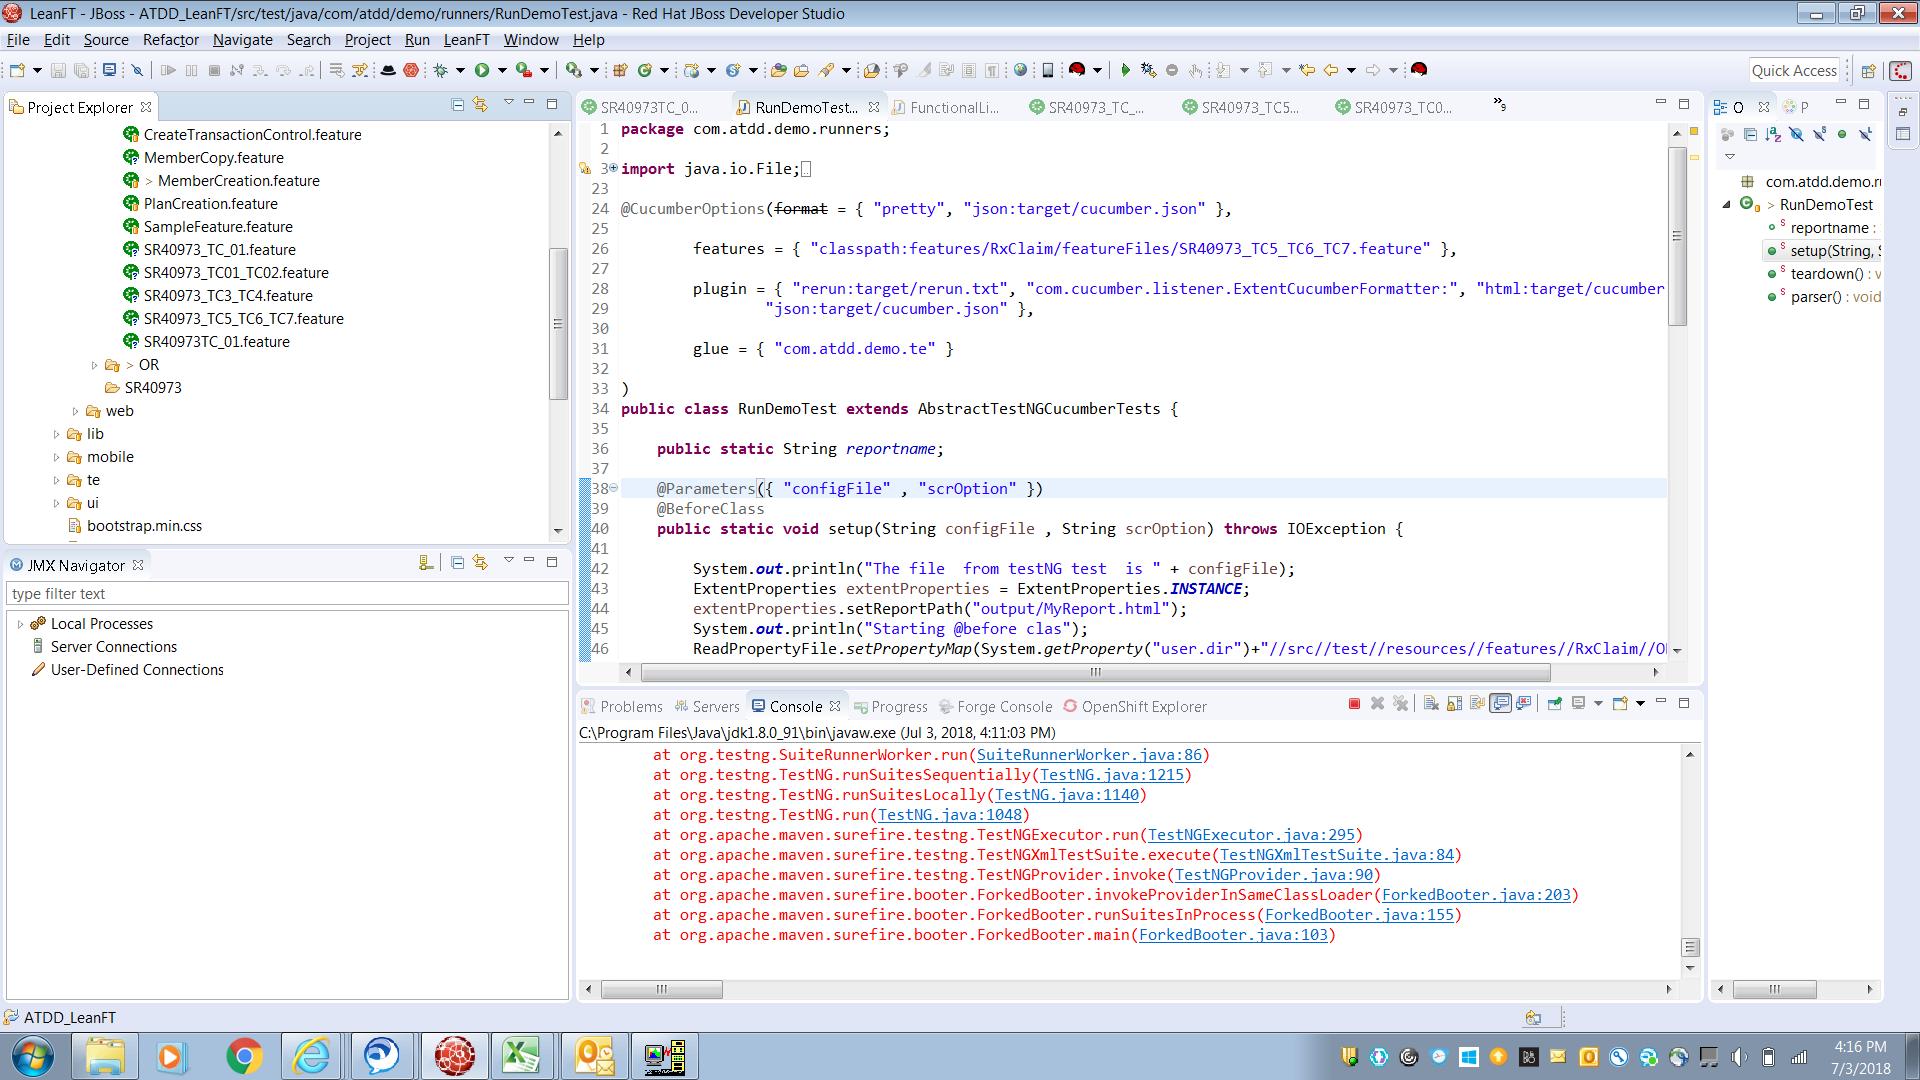 LeanFT - JBoss - ATDD_LeanFT/src/test/java/com/atdd/demo/runners/RunDemoTest.java - Red Hat JBoss Developer Studio
File Edit Source Refactor Navigate Search Project Run LeanFT Window Help
Quick Access
Project Explorer
CreateTransactionControl.feature
MemberCopy.feature
> MemberCreation.feature
PlanCreation.feature
SampleFeature.feature
SR40973_TC_01.feature
SR40973_TC01_TC02.feature
SR40973_TC3_TC4.feature
SR40973_TC5_TC6_TC7.feature
SR40973TC_01.feature
> OR
SR40973
web
lib
mobile
te
ui
bootstrap.min.css
JMX Navigator
type filter text
Local Processes
Server Connections
User-Defined Connections
SR40973TC_0... RunDemoTest... FunctionalLi... SR40973_TC_... SR40973_TC5... SR40973_TC0... »9
1 package com.atdd.demo.runners;
2
3 import java.io.File;
23
24 @CucumberOptions(format = { "pretty", "json:target/cucumber.json" },
25
26 features = { "classpath:features/RxClaim/featureFiles/SR40973_TC5_TC6_TC7.feature" },
27
28 plugin = { "rerun:target/rerun.txt", "com.cucumber.listener.ExtentCucumberFormatter:", "html:target/cucumber
29 "json:target/cucumber.json" },
30
31 glue = { "com.atdd.demo.te" }
32
33 )
34 public class RunDemoTest extends AbstractTestNGCucumberTests {
35
36 public static String reportname;
37
38 @Parameters({ "configFile" , "scrOption" })
39 @BeforeClass
40 public static void setup(String configFile , String scrOption) throws IOException {
41
42 System.out.println("The file  from testNG test  is " + configFile);
43 ExtentProperties extentProperties = ExtentProperties.INSTANCE;
44 extentProperties.setReportPath("output/MyReport.html");
45 System.out.println("Starting @before clas");
46 ReadPropertyFile.setPropertyMap(System.getProperty("user.dir")+"//src//test//resources//features//RxClaim//O
O P
com.atdd.demo.ru
> RunDemoTest
reportname :
setup(String, S
teardown() : v
parser() : void
Problems Servers Console Progress Forge Console OpenShift Explorer
C:\Program Files\Java\jdk1.8.0_91\bin\javaw.exe (Jul 3, 2018, 4:11:03 PM)
at org.testng.SuiteRunnerWorker.run(SuiteRunnerWorker.java:86)
at org.testng.TestNG.runSuitesSequentially(TestNG.java:1215)
at org.testng.TestNG.runSuitesLocally(TestNG.java:1140)
at org.testng.TestNG.run(TestNG.java:1048)
at org.apache.maven.surefire.testng.TestNGExecutor.run(TestNGExecutor.java:295)
at org.apache.maven.surefire.testng.TestNGXmlTestSuite.execute(TestNGXmlTestSuite.java:84)
at org.apache.maven.surefire.testng.TestNGProvider.invoke(TestNGProvider.java:90)
at org.apache.maven.surefire.booter.ForkedBooter.invokeProviderInSameClassLoader(ForkedBooter.java:203)
at org.apache.maven.surefire.booter.ForkedBooter.runSuitesInProcess(ForkedBooter.java:155)
at org.apache.maven.surefire.booter.ForkedBooter.main(ForkedBooter.java:103)
ATDD_LeanFT
4:16 PM
7/3/2018